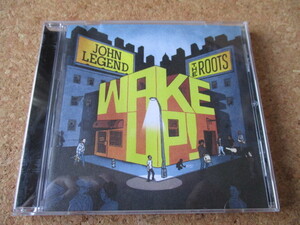 JOHN
LEGEND
THE
ROOTS
WAKE
UP!